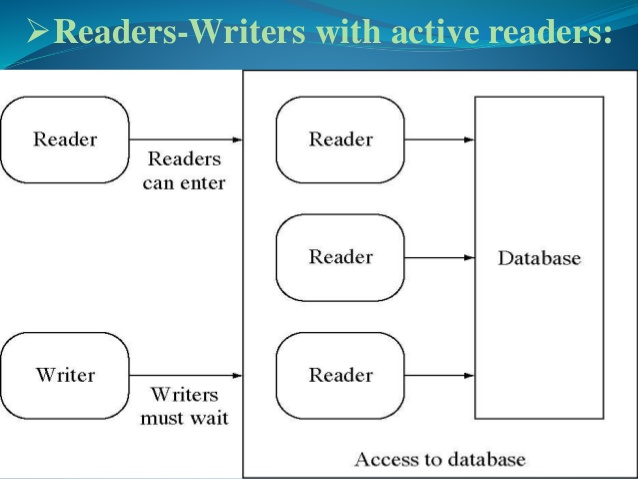 ➢Readers-Writers with active readers:
Reader
Readers
can enter
Reader
Reader
Database
Writer
Writers
must wait
Reader
Access to database